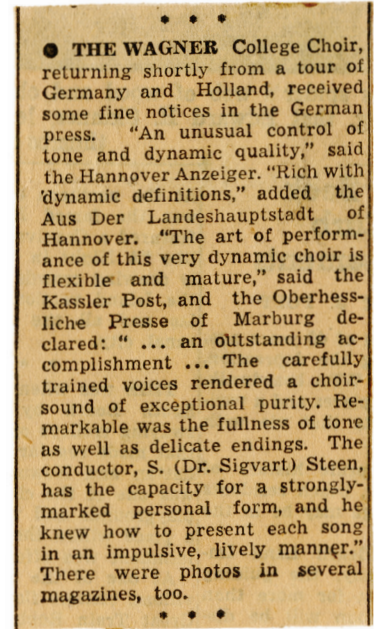 * * *
● THE WAGNER College Choir,
returning shortly from a tour of
Germany and Holland, received
some fine notices in the German
press. "An unusual control of
tone and dynamic quality," said
the Hannover Anzeiger. "Rich with
'dynamic definitions," added the
Aus Der Landeshauptstadt of
Hannover. "The art of perform-
ance of this very dynamic choir is
flexible and mature," said the
Kassler Post, and the Oberhess-
liche Presse of Marburg de-
clared: " ... an outstanding ac-
complishment ... The carefully
trained voices rendered a choir-
sound of exceptional purity. Re-
markable was the fullness of tone
as well as delicate endings. The
conductor, S. (Dr. Sigvart) Steen,
has the capacity for a strongly-
marked personal form, and he
knew how to present each song
in an impulsive, lively manner."
There were photos in several
magazines, too.
* * *